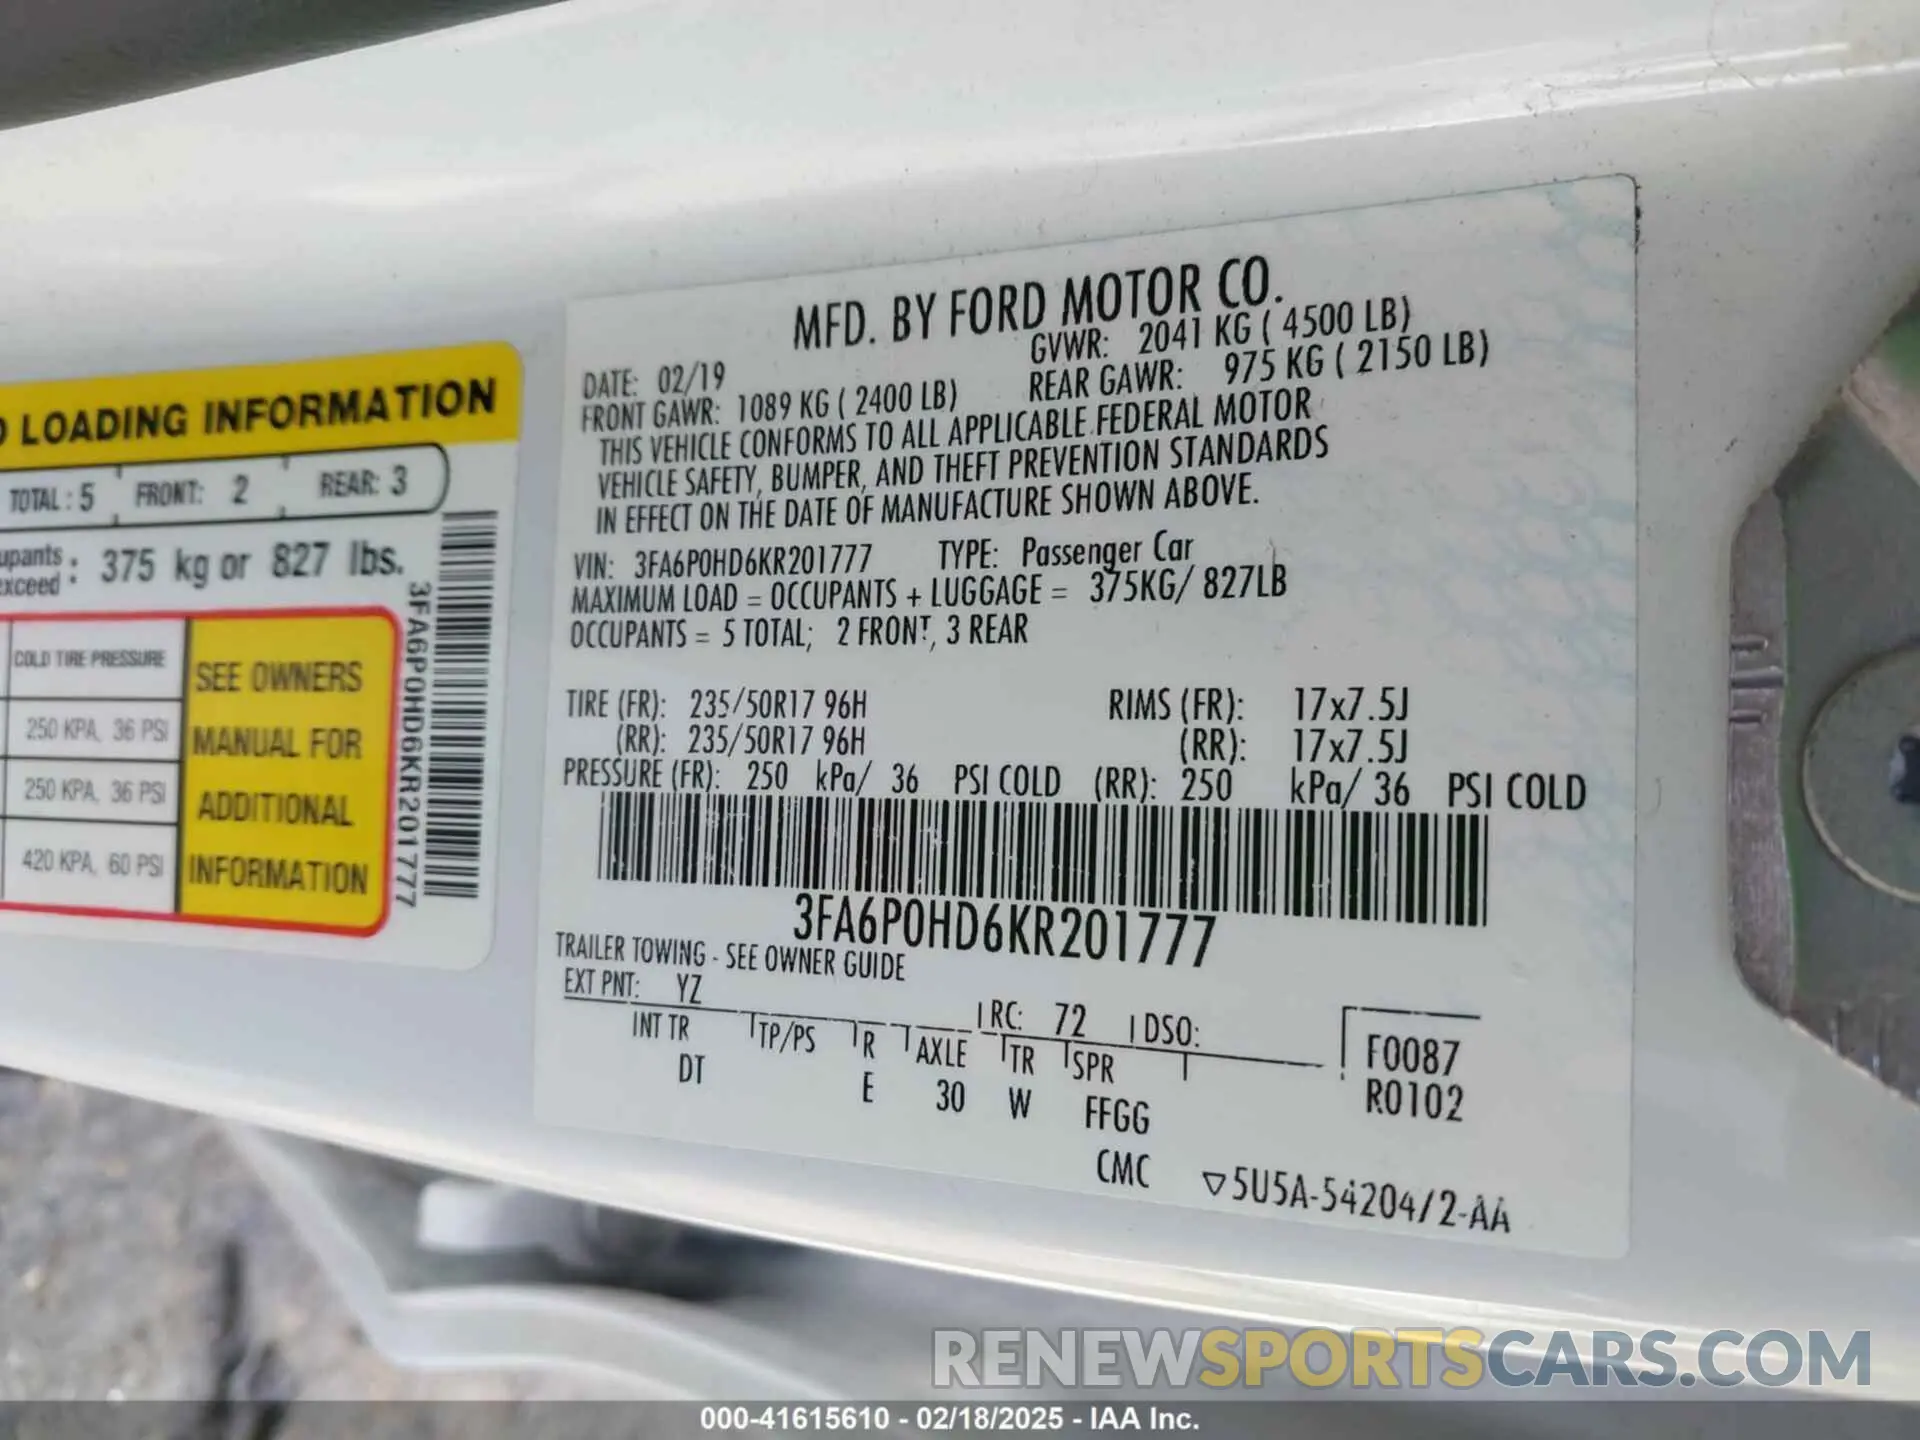 LOADING INFORMATION
TOTAL : 5 FRONT: 2 REAR: 3
: 375 kg or 827 lbs.
COLD TIRE PRESSURE
250 KPA, 36 PSI
250 KPA, 36 PSI
420 KPA, 60 PSI
SEE OWNERS
MANUAL FOR
ADDITIONAL
INFORMATION
3FA6P0HD6KR201777
MFD. BY FORD MOTOR CO.
DATE: 02/19 GVWR: 2041 KG ( 4500 LB)
FRONT GAWR: 1089 KG ( 2400 LB) REAR GAWR: 975 KG ( 2150 LB)
THIS VEHICLE CONFORMS TO ALL APPLICABLE FEDERAL MOTOR
VEHICLE SAFETY, BUMPER, AND THEFT PREVENTION STANDARDS
IN EFFECT ON THE DATE OF MANUFACTURE SHOWN ABOVE.
VIN: 3FA6P0HD6KR201777 TYPE: Passenger Car
MAXIMUM LOAD = OCCUPANTS + LUGGAGE = 375KG/ 827LB
OCCUPANTS = 5 TOTAL; 2 FRONT, 3 REAR
TIRE (FR): 235/50R17 96H RIMS (FR): 17x7.5J
(RR): 235/50R17 96H (RR): 17x7.5J
PRESSURE (FR): 250 kPa/ 36 PSI COLD (RR): 250 kPa/ 36 PSI COLD
3FA6P0HD6KR201777
TRAILER TOWING - SEE OWNER GUIDE
EXT PNT: YZ RC: 72 DSO:
INT TR TP/PS R AXLE TR SPR F0087
DT E 30 W FFGG R0102
CMC ▽5U5A-54204/2-AA
RENEWSPORTSCARS.COM
000-41615610 - 02/18/2025 - IAA Inc.